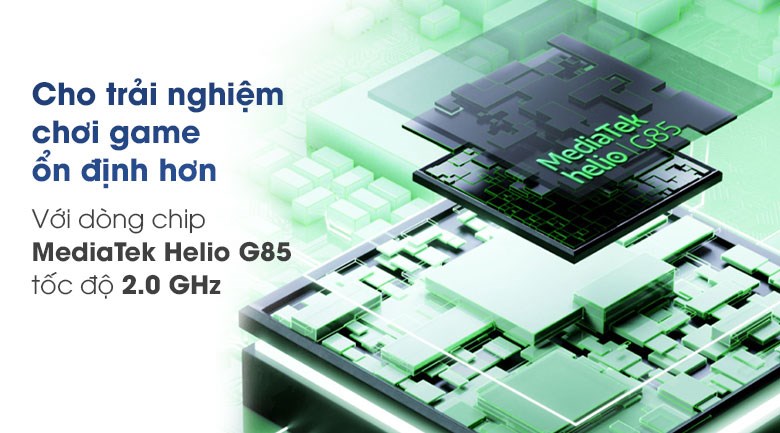 Cho trải nghiệm
chơi game
ổn định hơn
Với dòng chip
MediaTek Helio G85
tốc độ 2.0 GHz
MediaTek
helio | G85